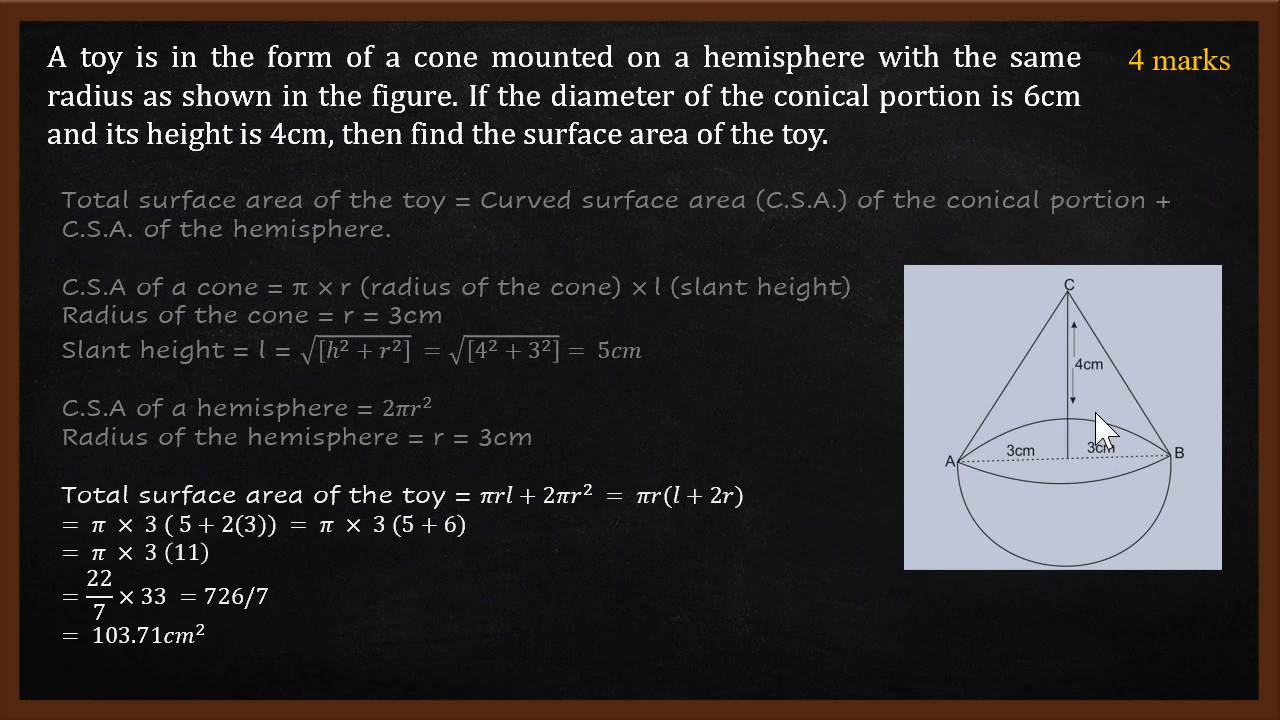 A toy is in the form of a cone mounted on a hemisphere with the same
radius as shown in the figure. If the diameter of the conical portion is 6cm
and its height is 4cm, then find the surface area of the toy.
4 marks
Total surface area of the toy = Curved surface area (C.S.A.) of the conical portion +
C.S.A. of the hemisphere.
C.S.A of a cone = π × r (radius of the cone) × l (slant height)
Radius of the cone = r = 3cm
Slant height = l = √[h² + r²] = √[4² + 3²] = 5cm
C.S.A of a hemisphere = 2πr²
Radius of the hemisphere = r = 3cm
Total surface area of the toy = πrl + 2πr² = πr(l + 2r)
= π × 3 ( 5 + 2(3)) = π × 3 (5 + 6)
= π × 3 (11)
= 22/7 × 33 = 726/7
= 103.71cm²
C
4cm
3cm
3cm
A
B